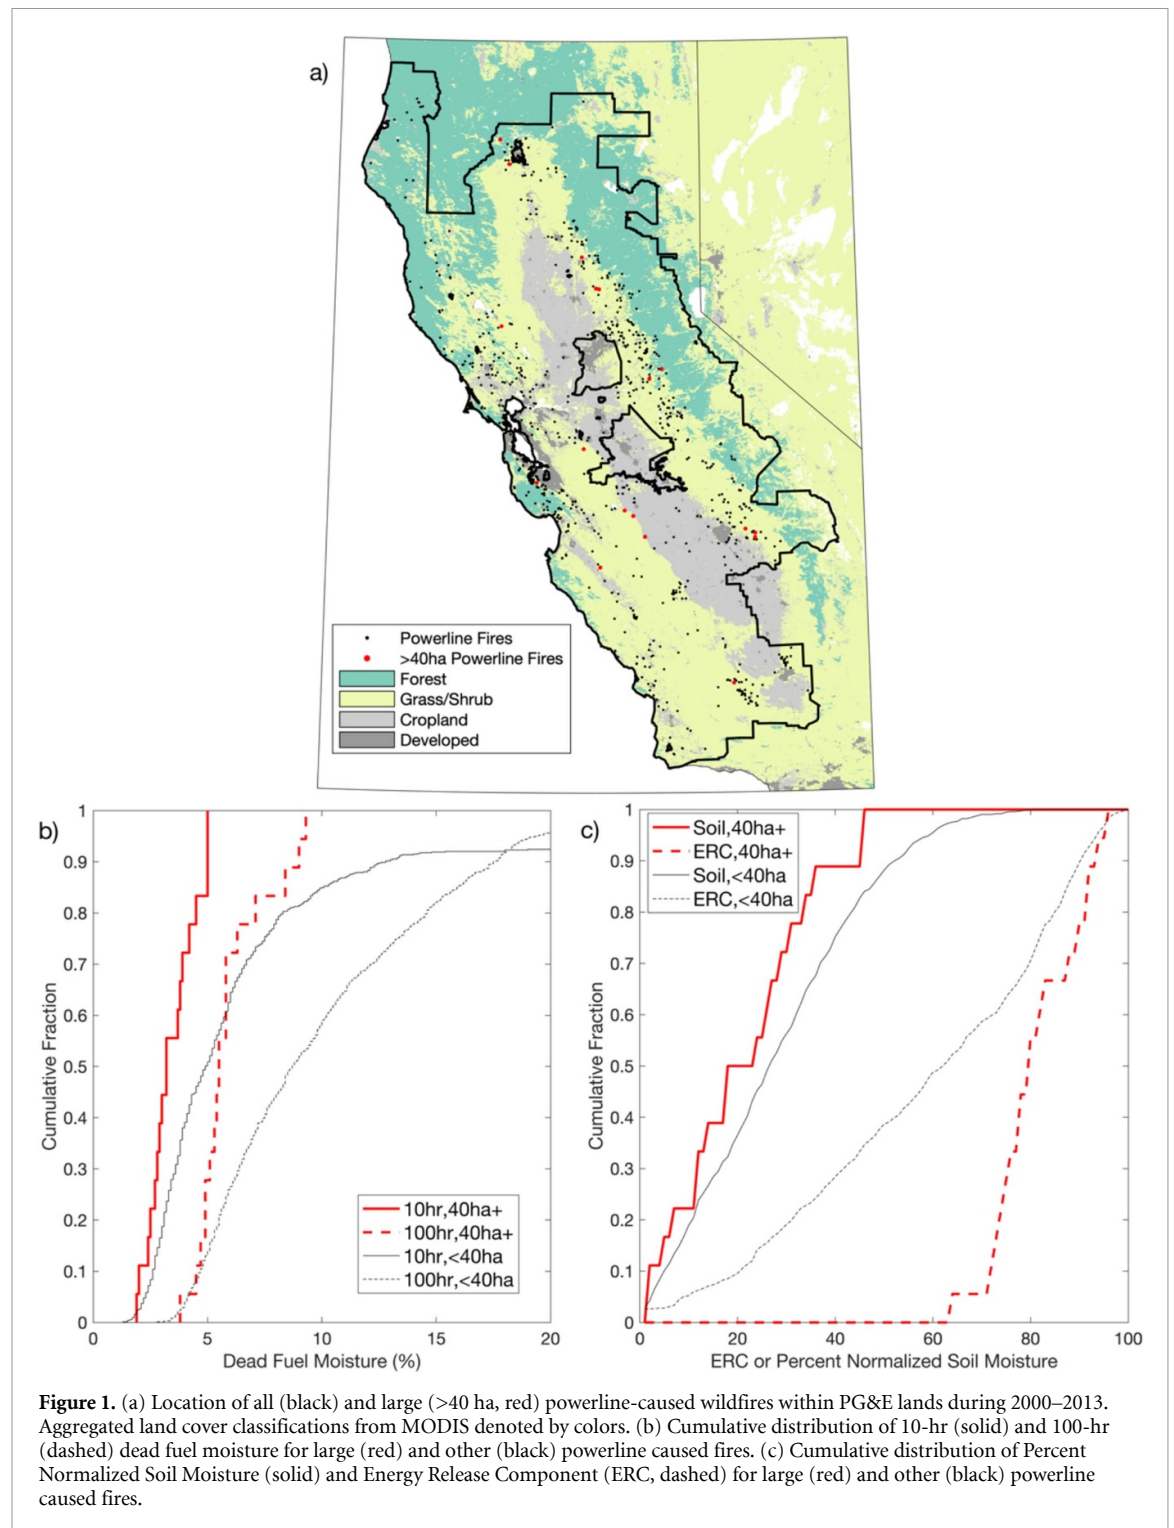 a)
Powerline Fires
>40ha Powerline Fires
Forest
Grass/Shrub
Cropland
Developed
b)
1
0.9
0.8
0.7
0.6
0.5
0.4
0.3
0.2
0.1
0
Cumulative Fraction
10hr,40ha+
100hr,40ha+
10hr,<40ha
100hr,<40ha
0 5 10 15 20
Dead Fuel Moisture (%)
c)
1
0.9
0.8
0.7
0.6
0.5
0.4
0.3
0.2
0.1
0
Cumulative Fraction
Soil,40ha+
ERC,40ha+
Soil,<40ha
ERC,<40ha
0 20 40 60 80 100
ERC or Percent Normalized Soil Moisture
Figure 1. (a) Location of all (black) and large (>40 ha, red) powerline-caused wildfires within PG&E lands during 2000–2013.
Aggregated land cover classifications from MODIS denoted by colors. (b) Cumulative distribution of 10-hr (solid) and 100-hr
(dashed) dead fuel moisture for large (red) and other (black) powerline caused fires. (c) Cumulative distribution of Percent
Normalized Soil Moisture (solid) and Energy Release Component (ERC, dashed) for large (red) and other (black) powerline
caused fires.